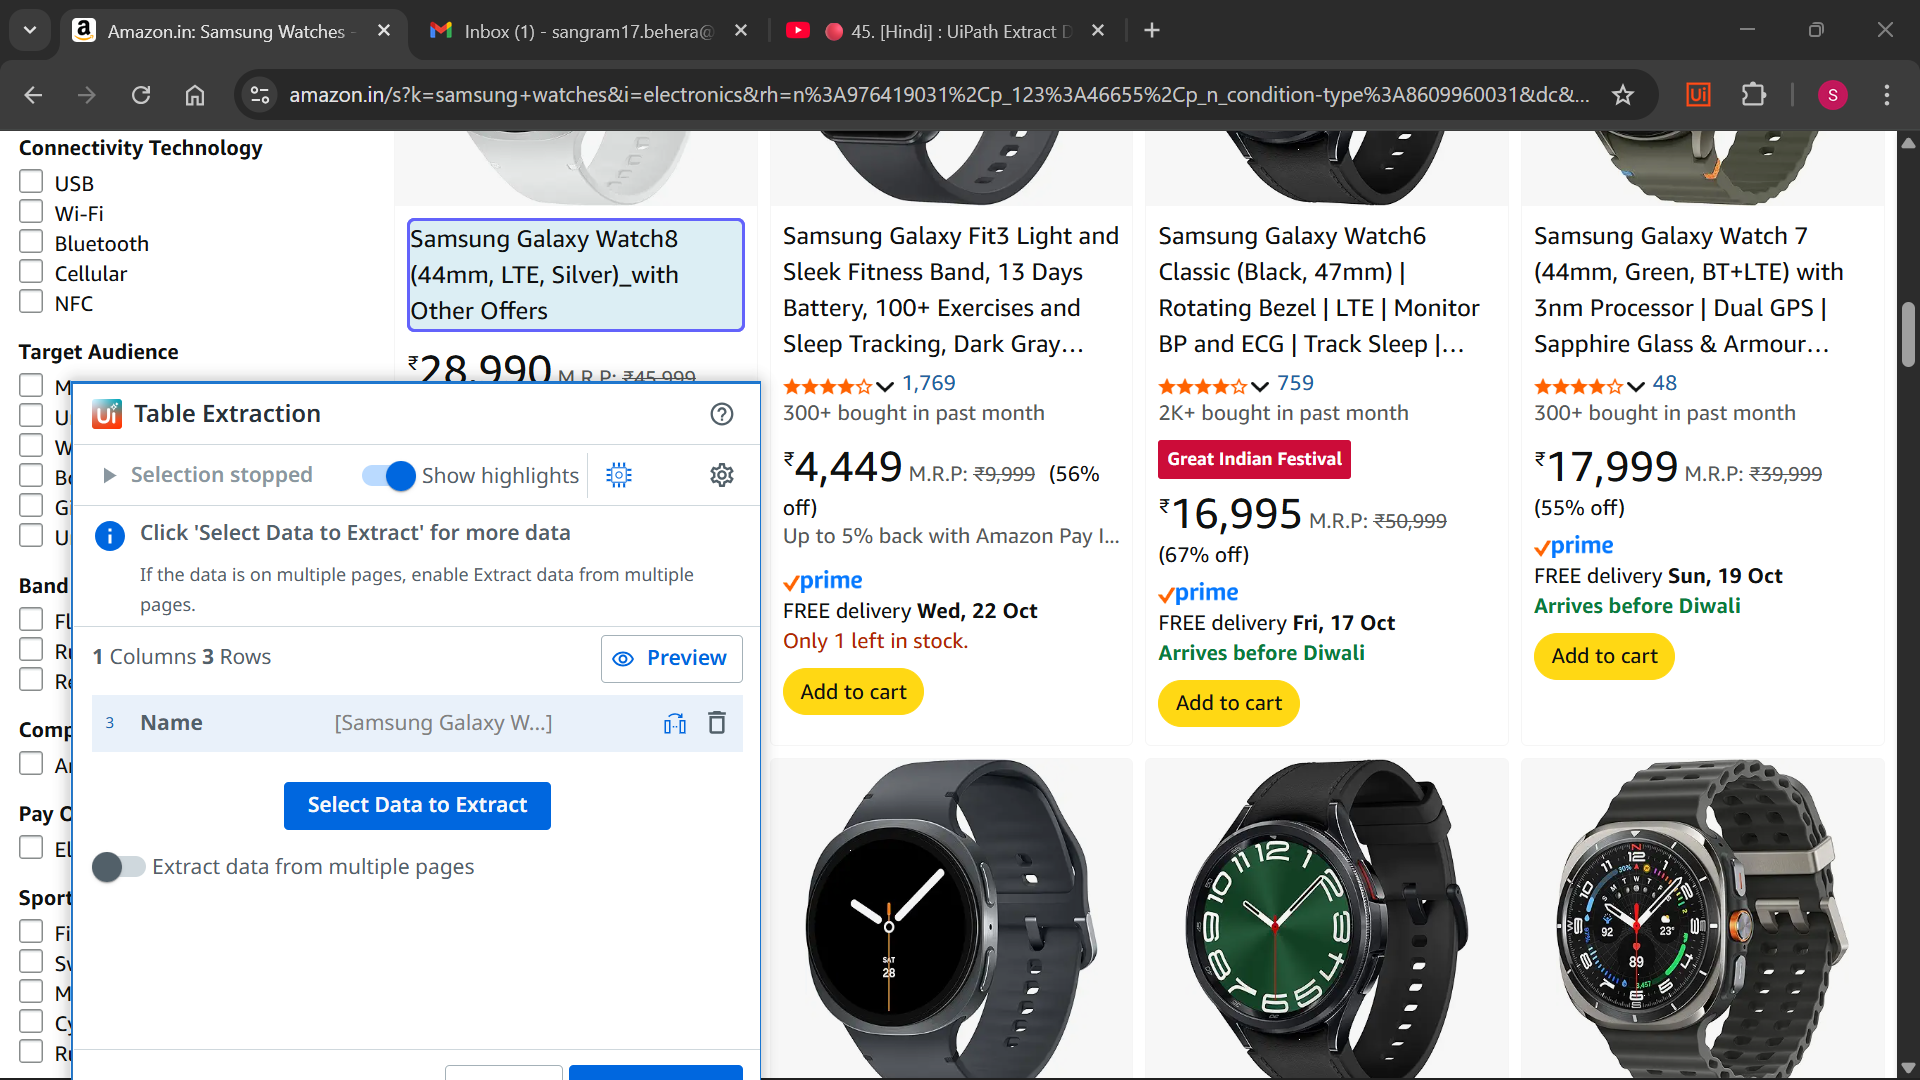 Amazon.in: Samsung Watches -
Inbox (1) - sangram17.behera@
45. [Hindi] : UiPath Extract D
amazon.in/s?k=samsung+watches&i=electronics&rh=n%3A976419031%2Cp_123%3A46655%2Cp_n_condition-type%3A8609960031&dc&...
S
Connectivity Technology
USB
Wi-Fi
Bluetooth
Cellular
NFC
Target Audience
Band
Pay O
Sport
Samsung Galaxy Watch8
(44mm, LTE, Silver)_with
Other Offers
₹28,990 M.R.P: ₹45,999
Ui Table Extraction
Selection stopped
Show highlights
Click 'Select Data to Extract' for more data
If the data is on multiple pages, enable Extract data from multiple
pages.
1 Columns 3 Rows
Preview
3 Name [Samsung Galaxy W...]
Select Data to Extract
Extract data from multiple pages
Samsung Galaxy Fit3 Light and
Sleek Fitness Band, 13 Days
Battery, 100+ Exercises and
Sleep Tracking, Dark Gray...
1,769
300+ bought in past month
₹4,449 M.R.P: ₹9,999 (56%
off)
Up to 5% back with Amazon Pay I...
prime
FREE delivery Wed, 22 Oct
Only 1 left in stock.
Add to cart
Samsung Galaxy Watch6
Classic (Black, 47mm) |
Rotating Bezel | LTE | Monitor
BP and ECG | Track Sleep |...
759
2K+ bought in past month
Great Indian Festival
₹16,995 M.R.P: ₹50,999
(67% off)
prime
FREE delivery Fri, 17 Oct
Arrives before Diwali
Add to cart
Samsung Galaxy Watch 7
(44mm, Green, BT+LTE) with
3nm Processor | Dual GPS |
Sapphire Glass & Armour...
48
300+ bought in past month
₹17,999 M.R.P: ₹39,999
(55% off)
prime
FREE delivery Sun, 19 Oct
Arrives before Diwali
Add to cart
SAT
28
92
23°
89